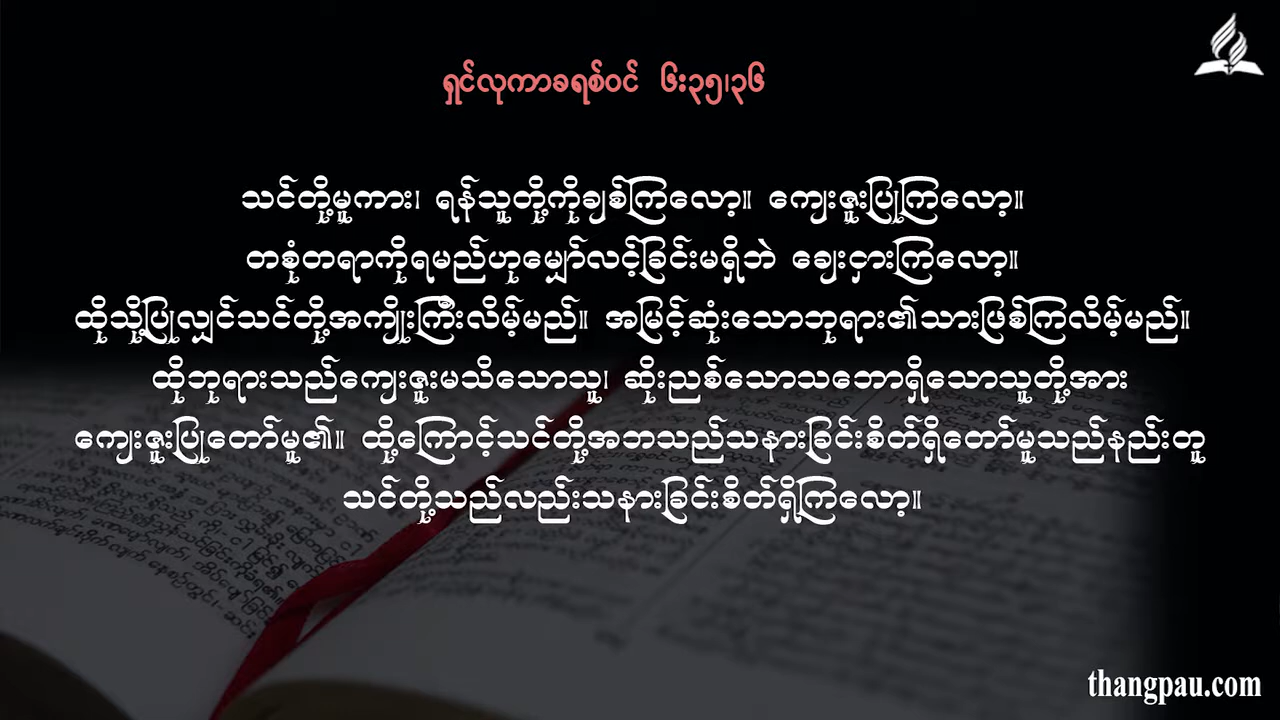 ရှင်လုကာခရစ်ဝင် ၆း၃၅၊၃၆
သင်တို့မူကား၊ ရန်သူတို့ကိုချစ်ကြလော့။ ကျေးဇူးပြုကြလော့။
တစုံတရာကိုရမည်ဟုမျှော်လင့်ခြင်းမရှိဘဲ ချေးငှားကြလော့။
ထိုသို့ပြုလျှင်သင်တို့အကျိုးကြီးလိမ့်မည်။ အမြင့်ဆုံးသောဘုရား၏သားဖြစ်ကြလိမ့်မည်။
ထိုဘုရားသည်ကျေးဇူးမသိသောသူ၊ ဆိုးညစ်သောသဘောရှိသောသူတို့အား
ကျေးဇူးပြုတော်မူ၏။ ထို့ကြောင့်သင်တို့အဘသည်သနားခြင်းစိတ်ရှိတော်မူသည်နည်းတူ
သင်တို့သည်လည်းသနားခြင်းစိတ်ရှိကြလော့။
thangpau.com